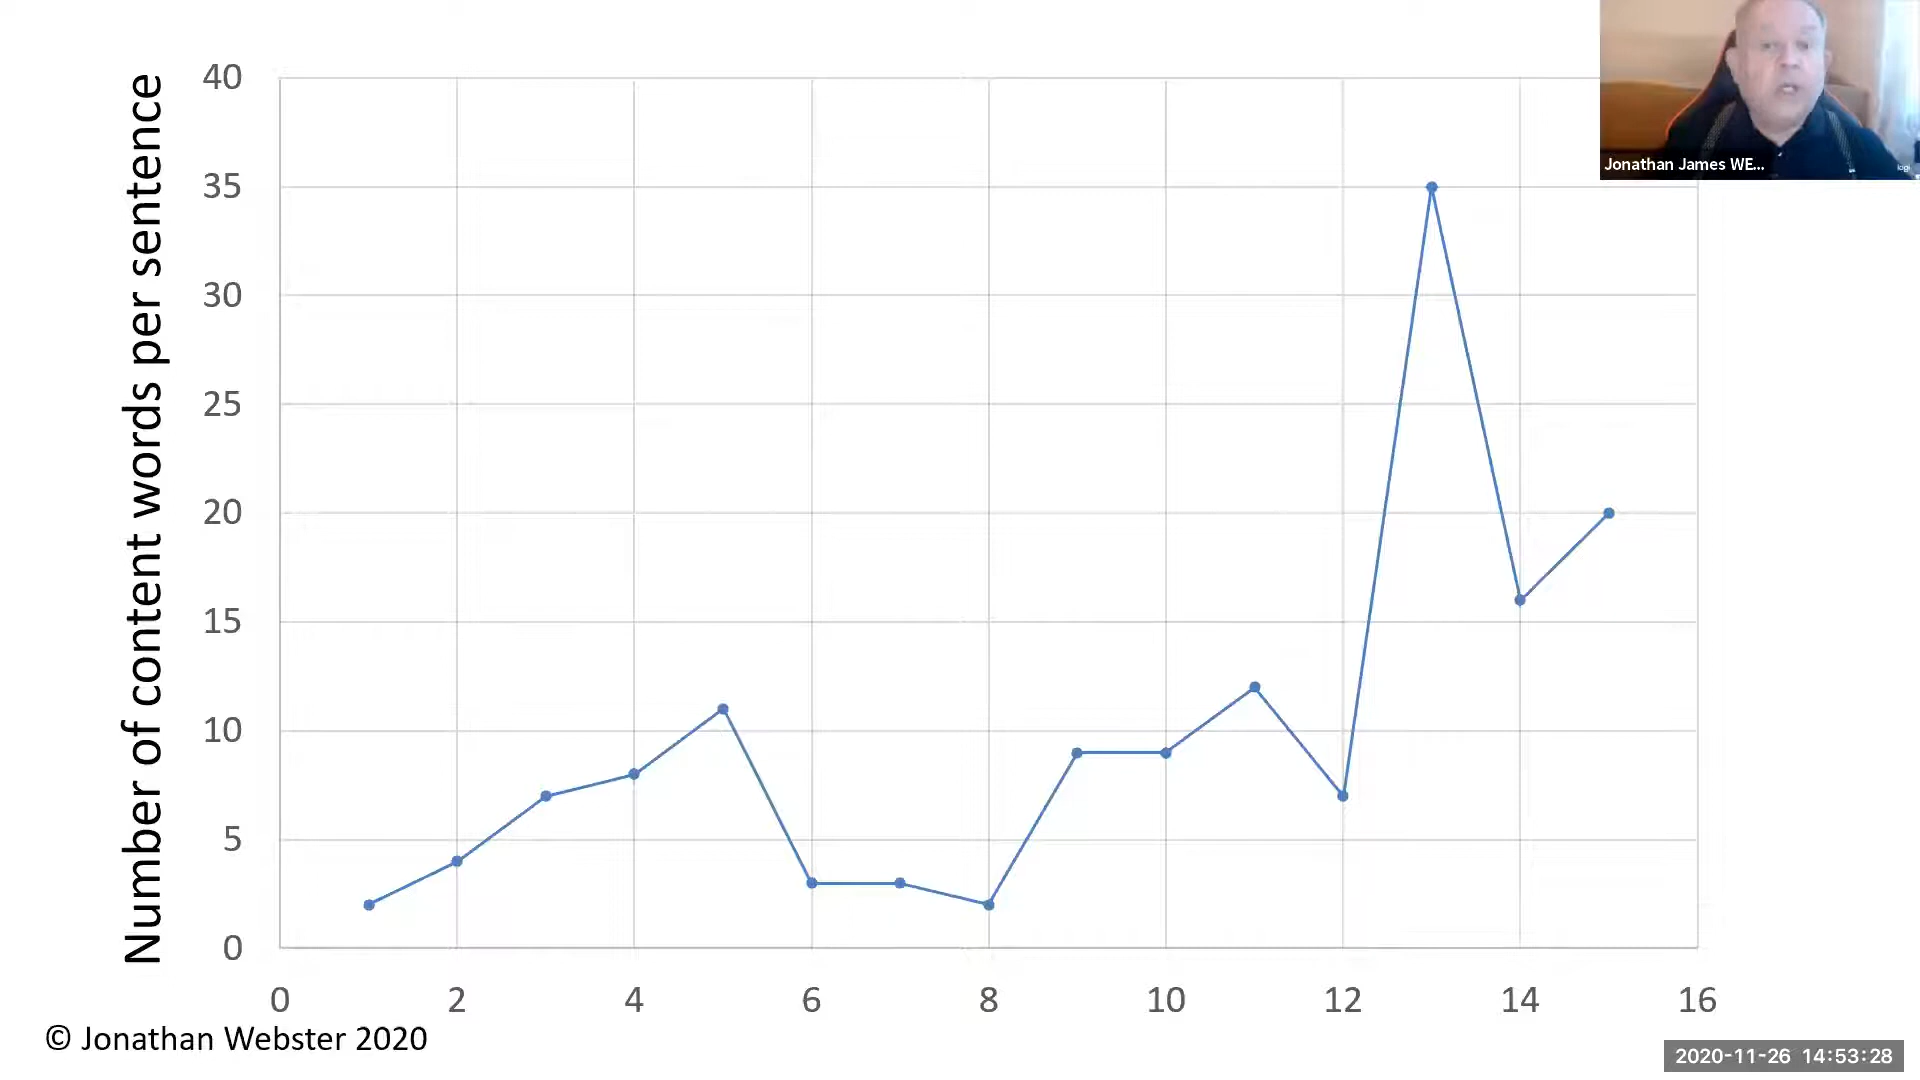 Number of content words per sentence
40
35
30
25
20
15
10
5
0
0 2 4 6 8 10 12 14 16
© Jonathan Webster 2020
Jonathan James WE...
logi
2020-11-26 14:53:28